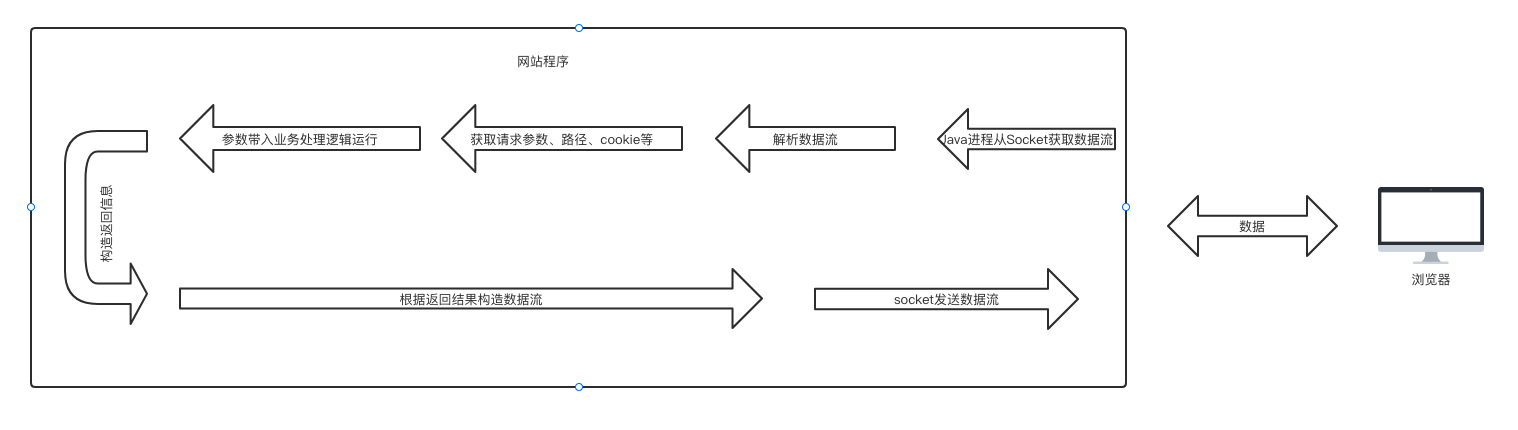 网站程序
参数带入业务处理逻辑运行
获取请求参数、路径、cookie等
解析数据流
Java进程从Socket获取数据流
构造返回信息
数据
浏览器
根据返回结果构造数据流
socket发送数据流